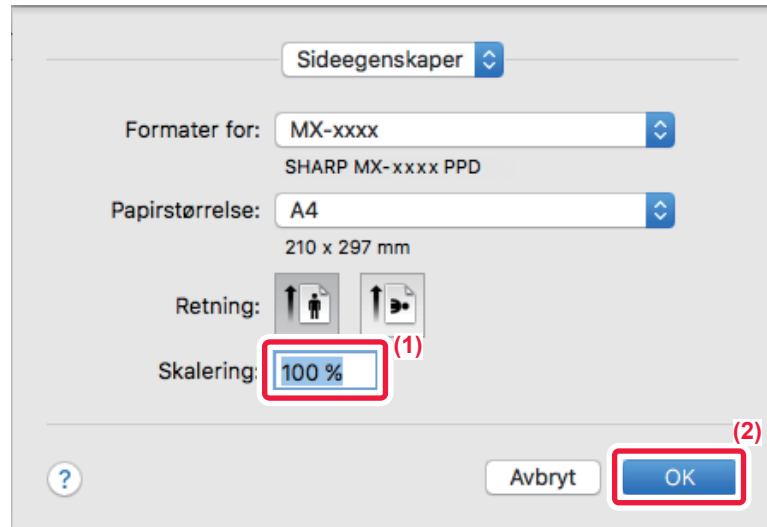 Sideegenskaper
Formater for: MX-xxxx
SHARP MX-xxxx PPD
Papirstørrelse: A4
210 x 297 mm
Retning:
(1)
Skalering: 100 %
(2)
? Avbryt OK